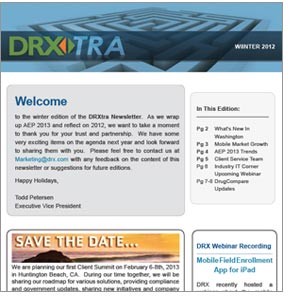 DRXTRA
WIINTER 2012
Welcome
to the winter edition of the DRXtra Newsletter. As we wrap
up AEP 2013 and reflect on 2012, we want to take a moment
to thank you for your trust and partnership. We have some
very exciting items on the agenda next year and look forward
to sharing them with you. Please feel free to contact us at
Marketing@drx.com with any feedback on the content of this
newsletter or suggestions for future editions.
Happy Holidays,
Todd Petersen
Executive Vice President
In This Edition:
Pg 2 What's New In
Washington
Pg 3 Mobile Market Growth
Pg 4 AEP 2013 Trends
Pg 5 Client Service Team
Pg 6 Industry IT Corner
Upcoming Webinar
Pg 7-8 DrugCompare
Updates
SAVE THE DATE...
We are planning our first Client Summit on February 6-8th, 2013
in Huntington Beach, CA. During our time together, we will be
sharing our roadmap for various solutions, providing compliance
and government updates, sharing new initiatives and company
DRX Webinar Recording
Mobile Field Enrollment
App for iPad
DRX recently hosted a